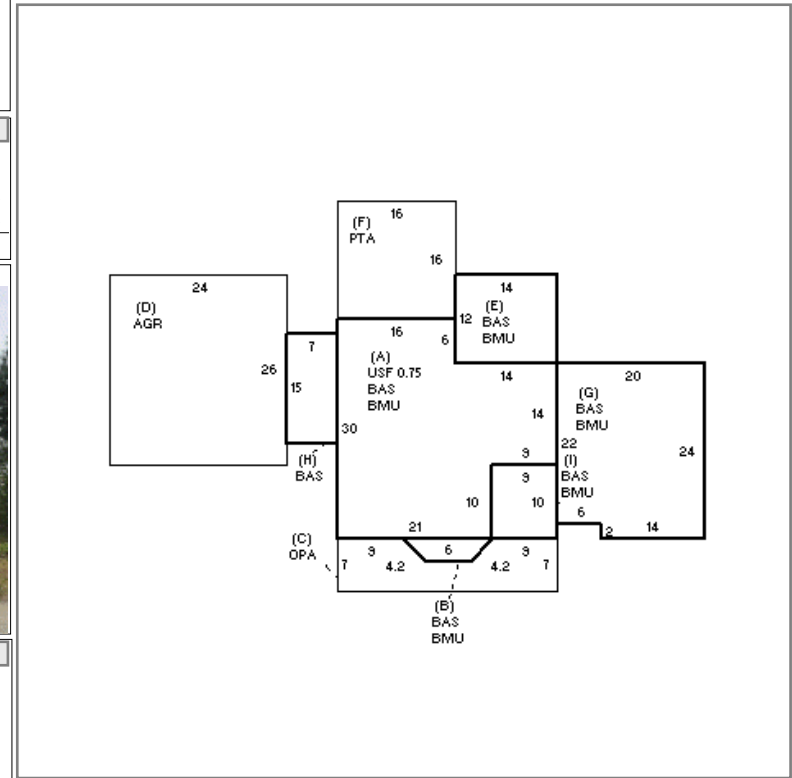 16
(F)
PTA
16
24
(D)
AGR
26
14
(E)
BAS
BMU
12
16
6
(A)
USF 0.75
BAS
BMU
14
14
30
7
15
(H)
BAS
20
(G)
BAS
BMU
24
22
(I)
BAS
BMU
9
9
10
10
6
2
14
21
(C)
OPA
7
9
4.2
6
4.2
9
7
(B)
BAS
BMU